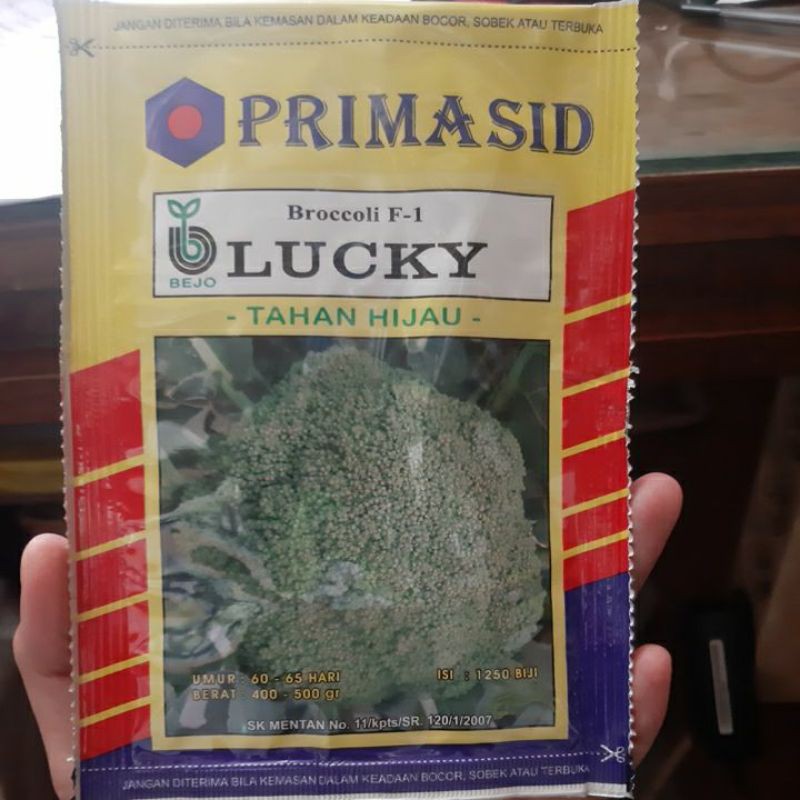 JANGAN DITERIMA BILA KEMASAN DALAM KEADAAN BOCOR, SOBEK ATAU TERBUKA
PRIMASID
Broccoli F-1
LUCKY
BEJO
- TAHAN HIJAU -
UMUR : 60 - 65 HARI
ISI : 1250 BIJI
BERAT : 400 - 500 gr
SK MENTAN No. 11/kpts/SR. 120/1/2007
JANGAN DITERIMA BILA KEMASAN DALAM KEADAAN BOCOR, SOBEK ATAU TERBUKA